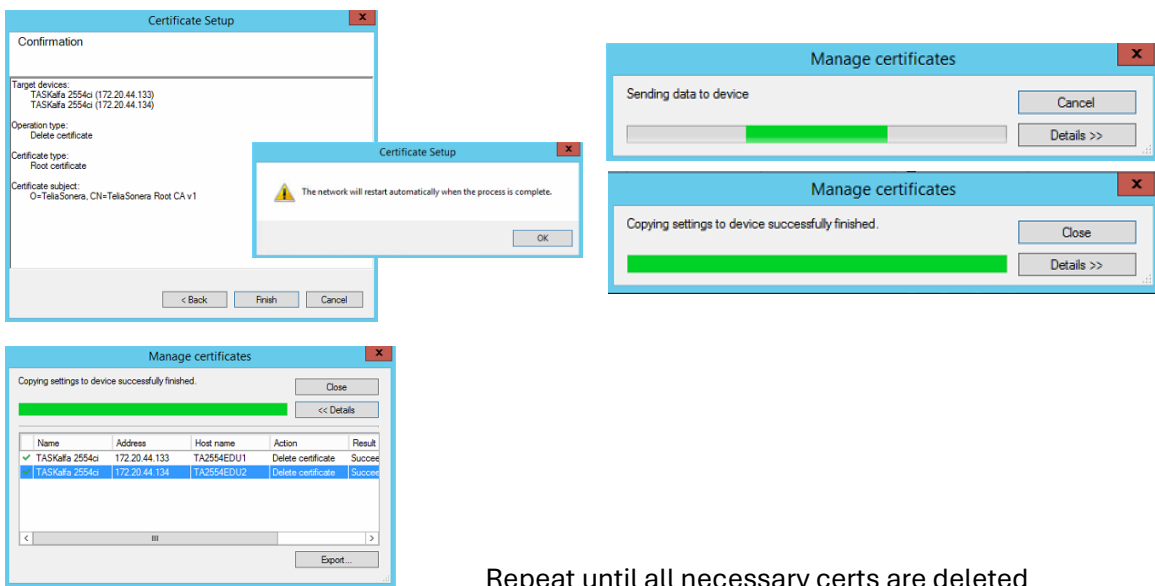 Certificate Setup
x
Confirmation
Target devices:
TASKalfa 2554ci (172.20.44.133)
TASKalfa 2554ci (172.20.44.134)
Operation type:
Delete certificate
Certificate type:
Root certificate
Certificate subject:
O=TeliaSonera, CN=TeliaSonera Root CA v1
< Back
Finish
Cancel
Certificate Setup
x
The network will restart automatically when the process is complete.
OK
Manage certificates
x
Sending data to device
Cancel
Details >>
Manage certificates
x
Copying settings to device successfully finished.
Close
Details >>
Manage certificates
x
Copying settings to device successfully finished.
Close
<< Details
Name Address Host name Action Result
TASKalfa 2554ci 172.20.44.133 TA2554EDU1 Delete certificate Succee
TASKalfa 2554ci 172.20.44.134 TA2554EDU2 Delete certificate Succee
Export...
Repeat until all necessary certs are deleted